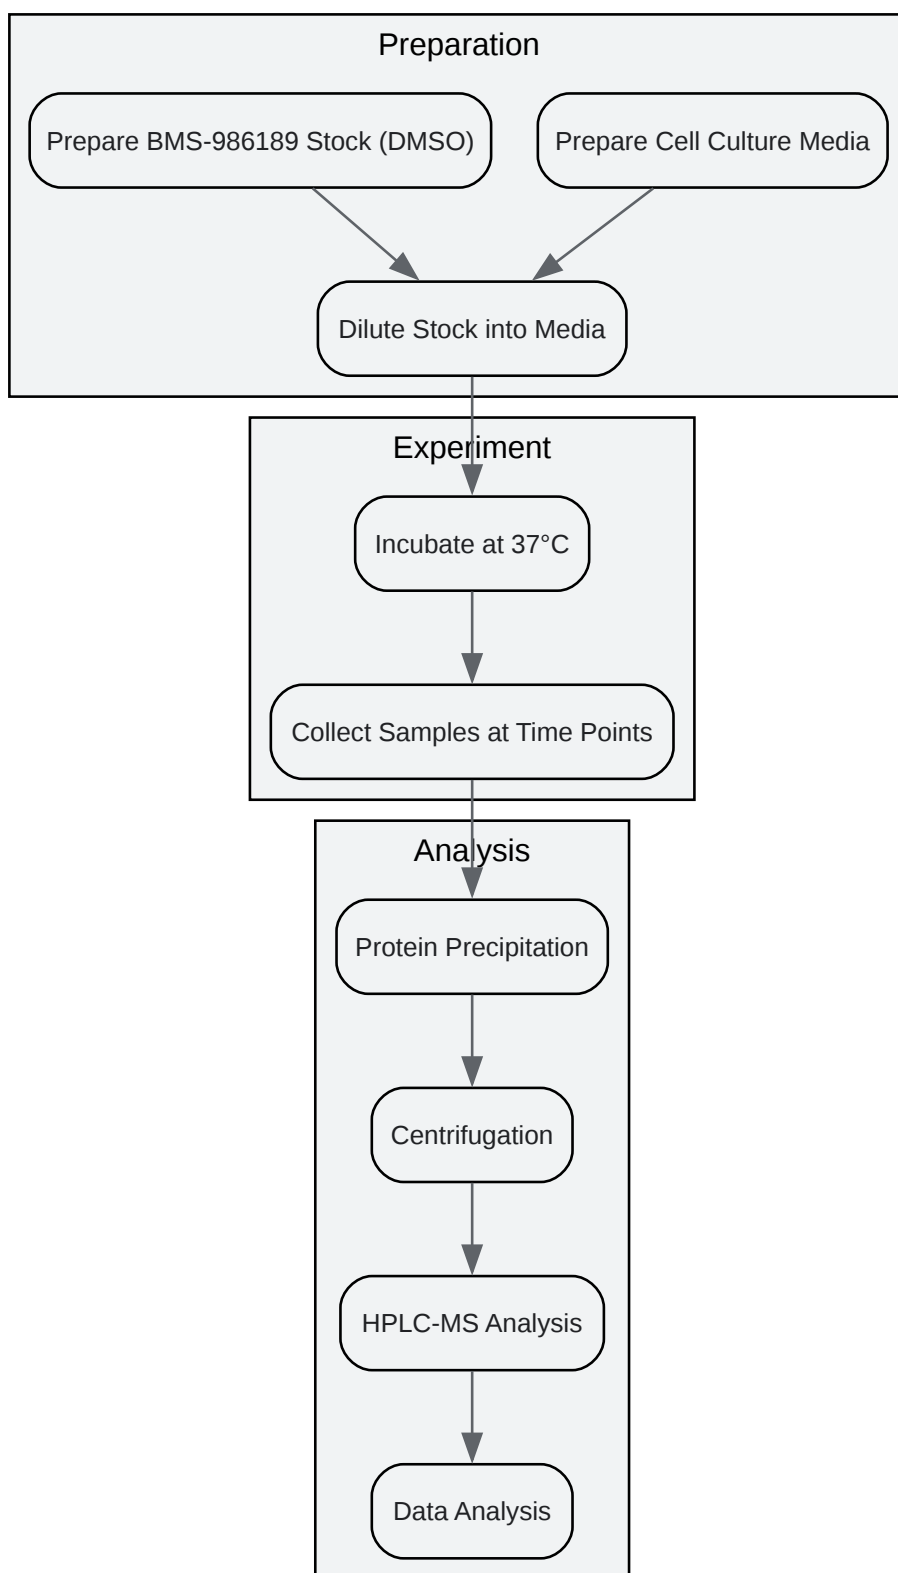 Preparation
Prepare BMS-986189 Stock (DMSO)
Prepare Cell Culture Media
Dilute Stock into Media
Experiment
Incubate at 37°C
Collect Samples at Time Points
Analysis
Protein Precipitation
Centrifugation
HPLC-MS Analysis
Data Analysis